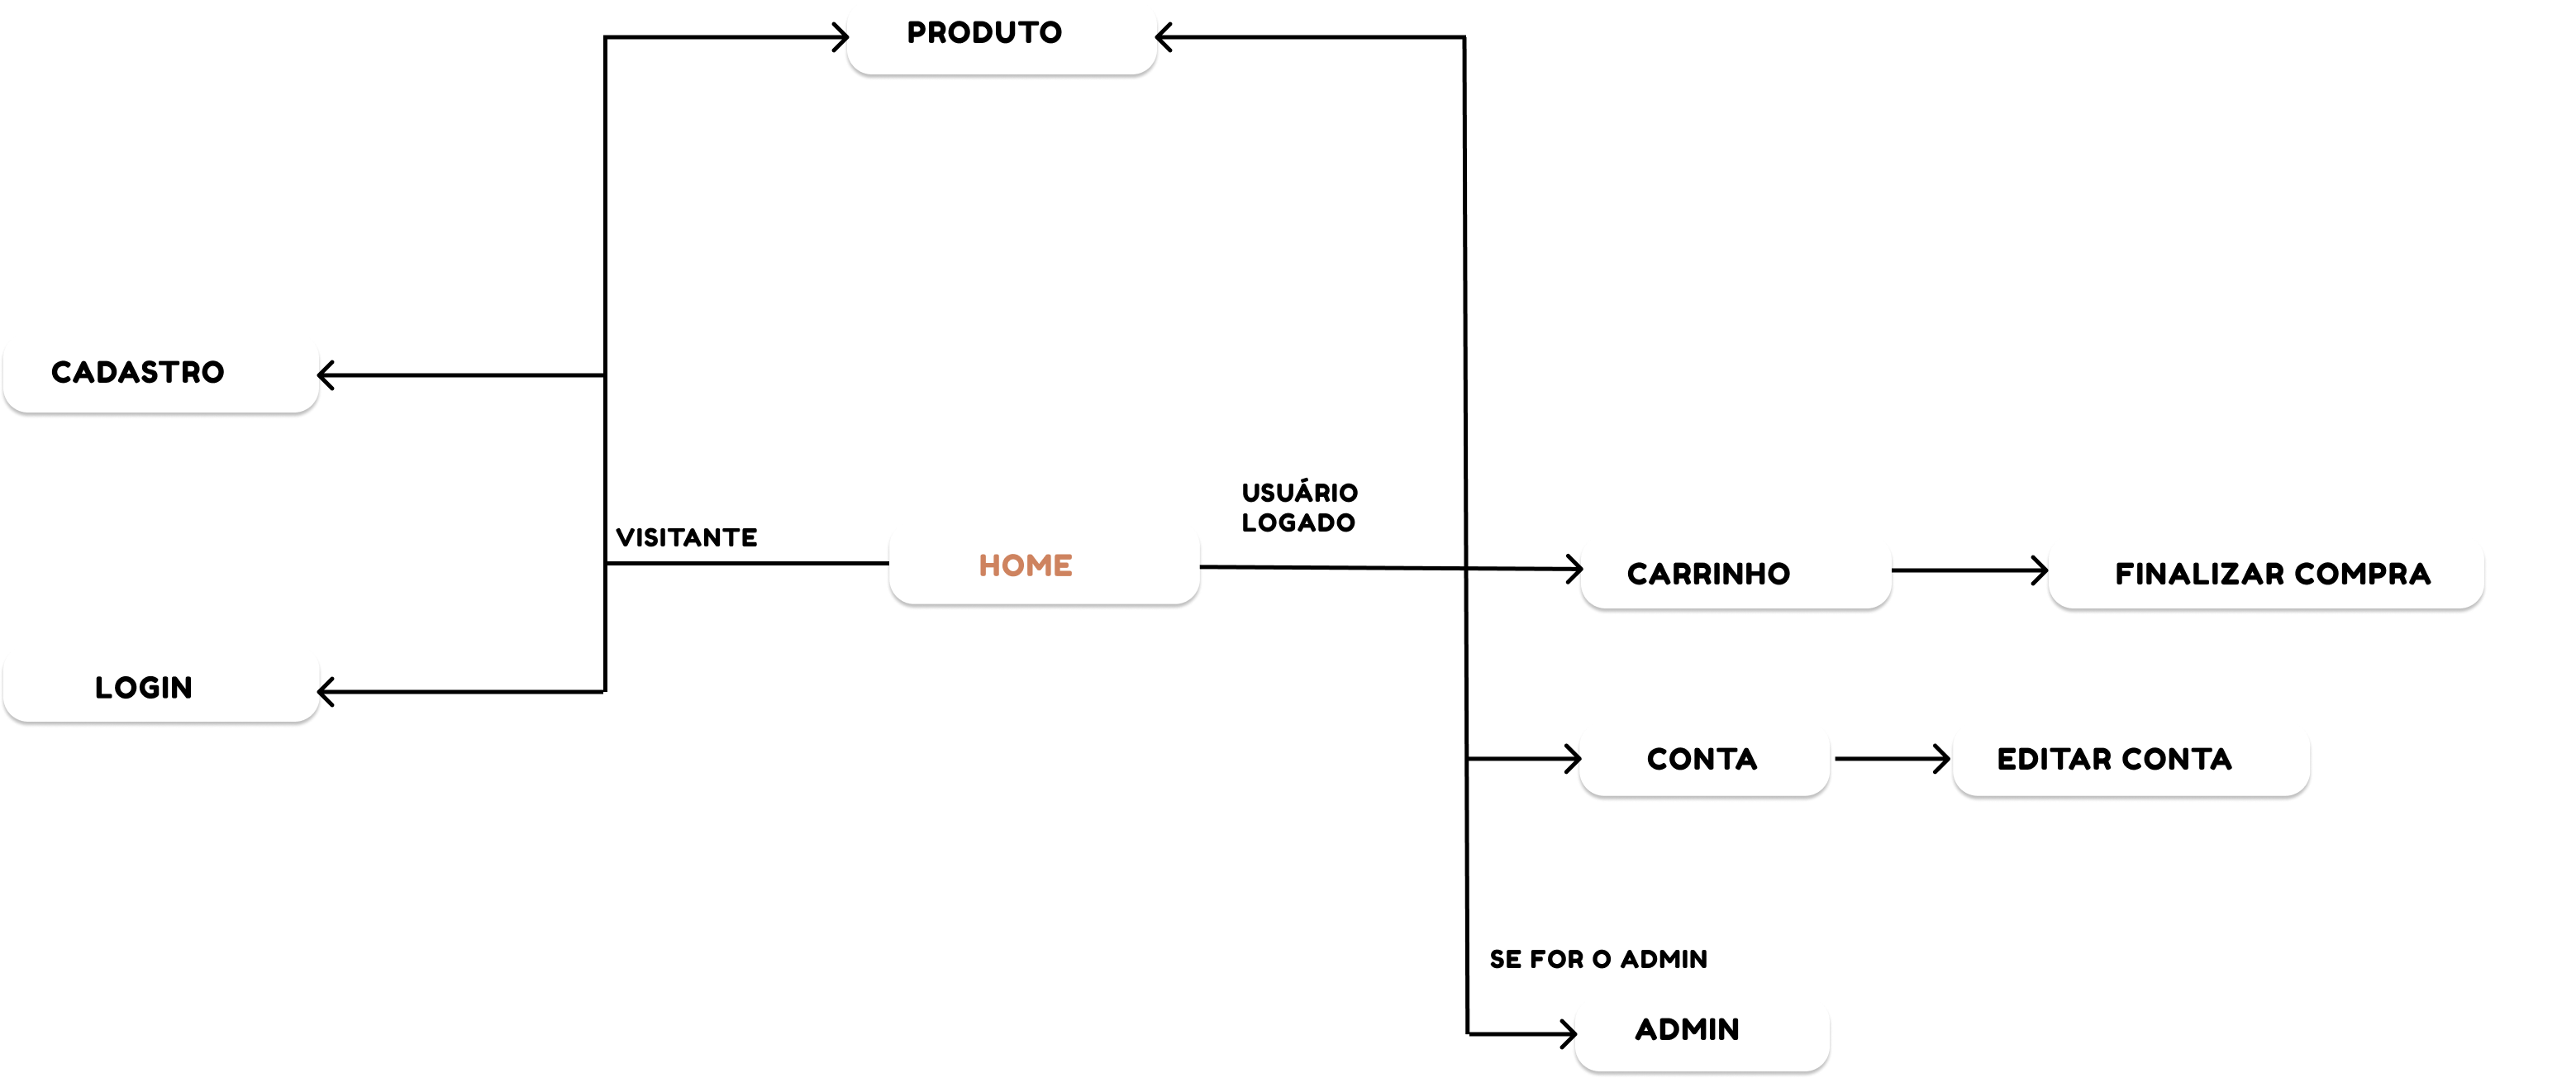 PRODUTO
CADASTRO
USUÁRIO
LOGADO
VISITANTE
HOME
CARRINHO
FINALIZAR COMPRA
LOGIN
CONTA
EDITAR CONTA
SE FOR O ADMIN
ADMIN